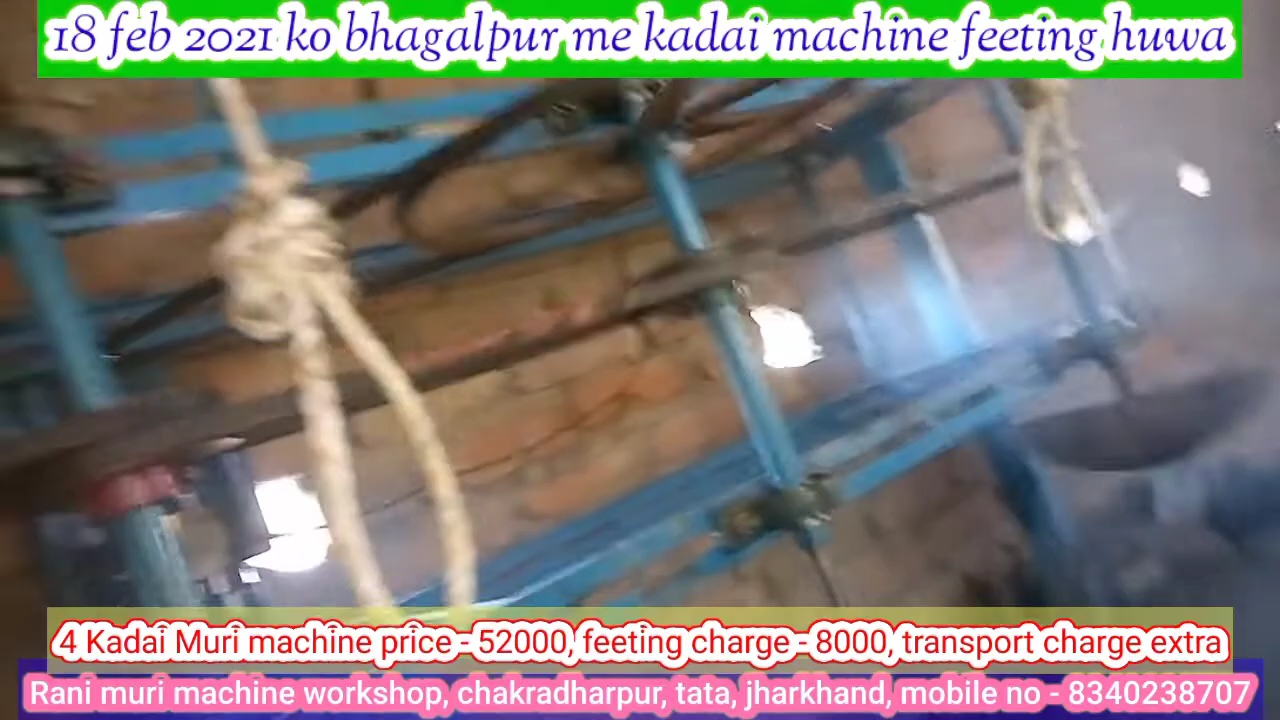 18 feb 2021 ko bhagalpur me kadai machine feeting huwa
4 Kadai Muri machine price - 52000, feeting charge - 8000, transport charge extra
Rani muri machine workshop, chakradharpur, tata, jharkhand, mobile no - 8340238707